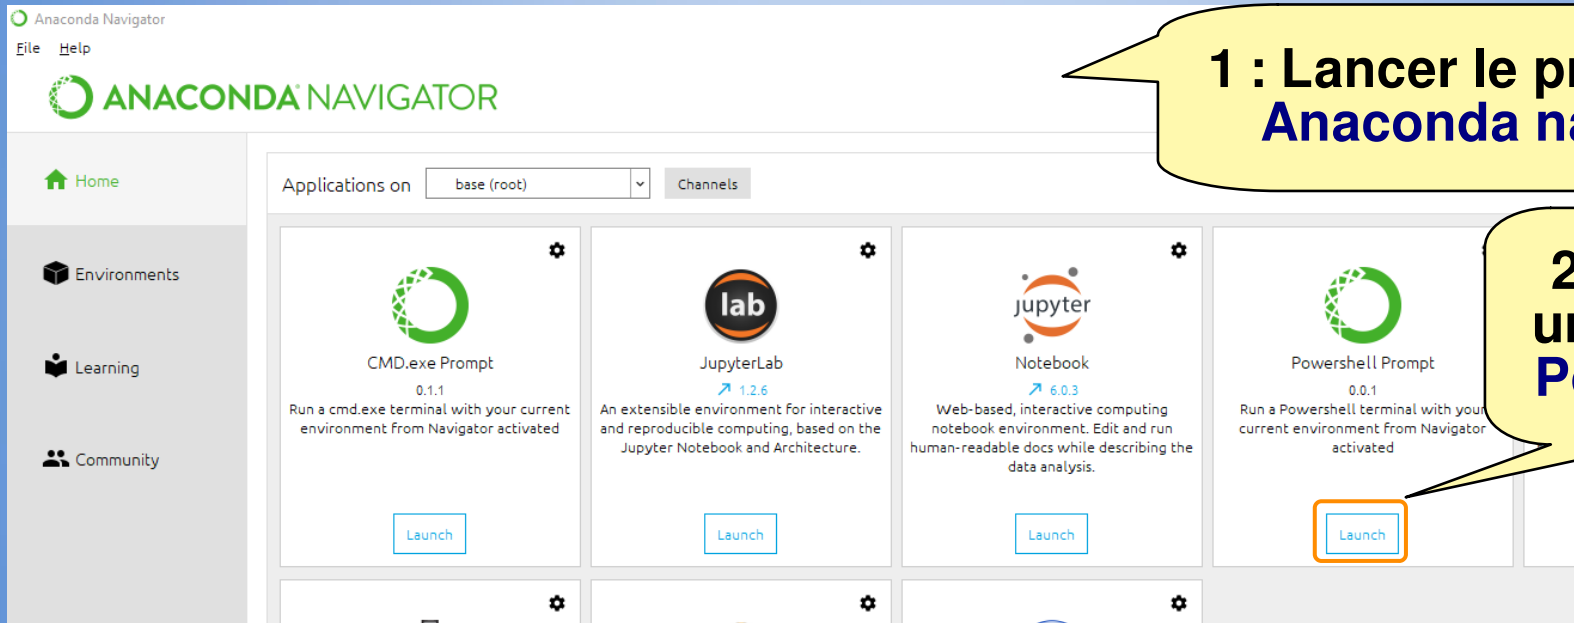 Anaconda Navigator
File Help
ANACONDA NAVIGATOR
1 : Lancer le
Anaconda
Home
Applications on base (root) Channels
Environments
Learning
Community
CMD.exe Prompt
0.1.1
Run a cmd.exe terminal with your current
environment from Navigator activated
Launch
lab
JupyterLab
1.2.6
An extensible environment for interactive
and reproducible computing, based on the
Jupyter Notebook and Architecture.
Launch
jupyter
Notebook
6.0.3
Web-based, interactive computing
notebook environment. Edit and run
human-readable docs while describing the
data analysis.
Launch
Powershell Prompt
0.0.1
Run a Powershell terminal with your
current environment from Navigator
activated
Launch
2